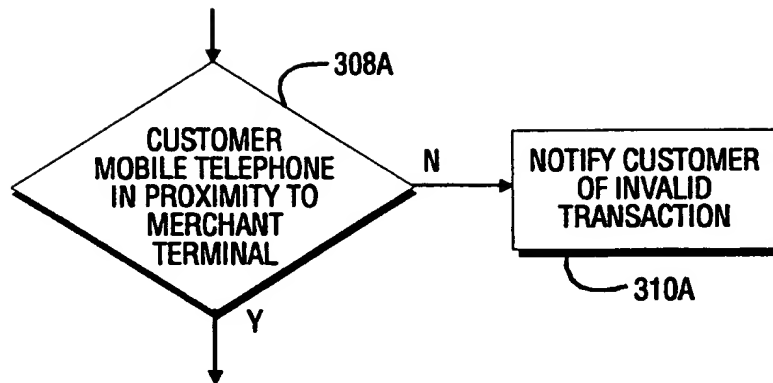 308A
CUSTOMER
MOBILE TELEPHONE
IN PROXIMITY TO
MERCHANT
TERMINAL
N
NOTIFY CUSTOMER
OF INVALID
TRANSACTION
310A
Y